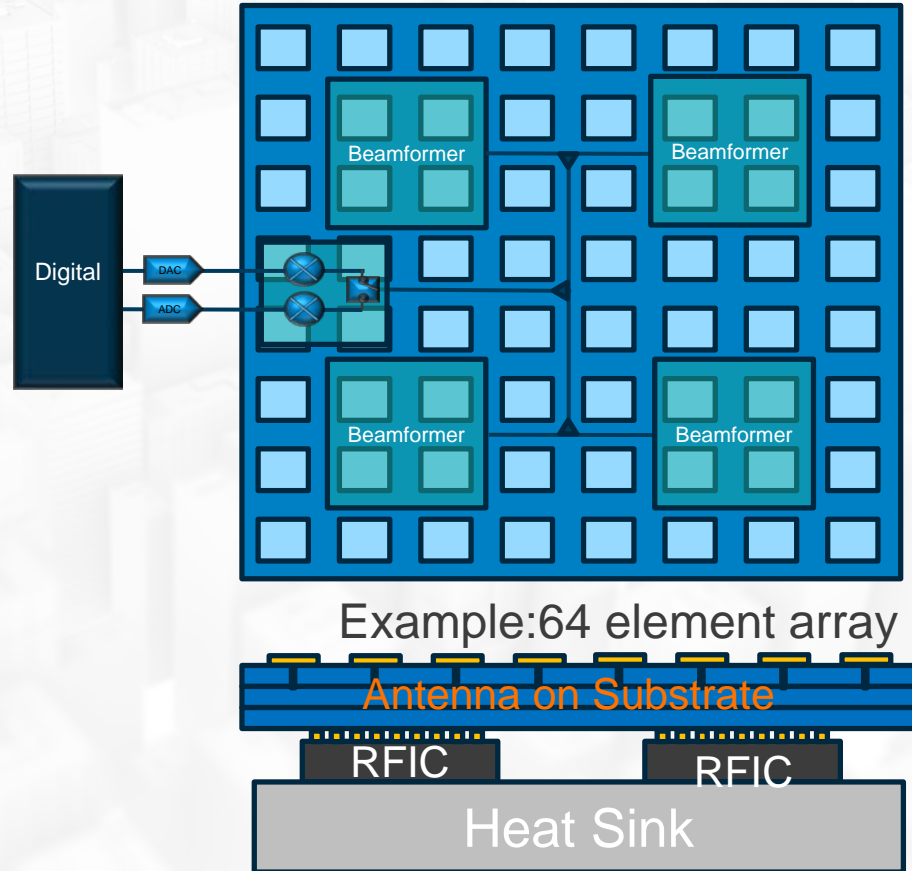 Beamformer
Beamformer
Digital
DAC
ADC
Beamformer
Beamformer
Example:64 element array
Antenna on Substrate
RFIC
RFIC
Heat Sink